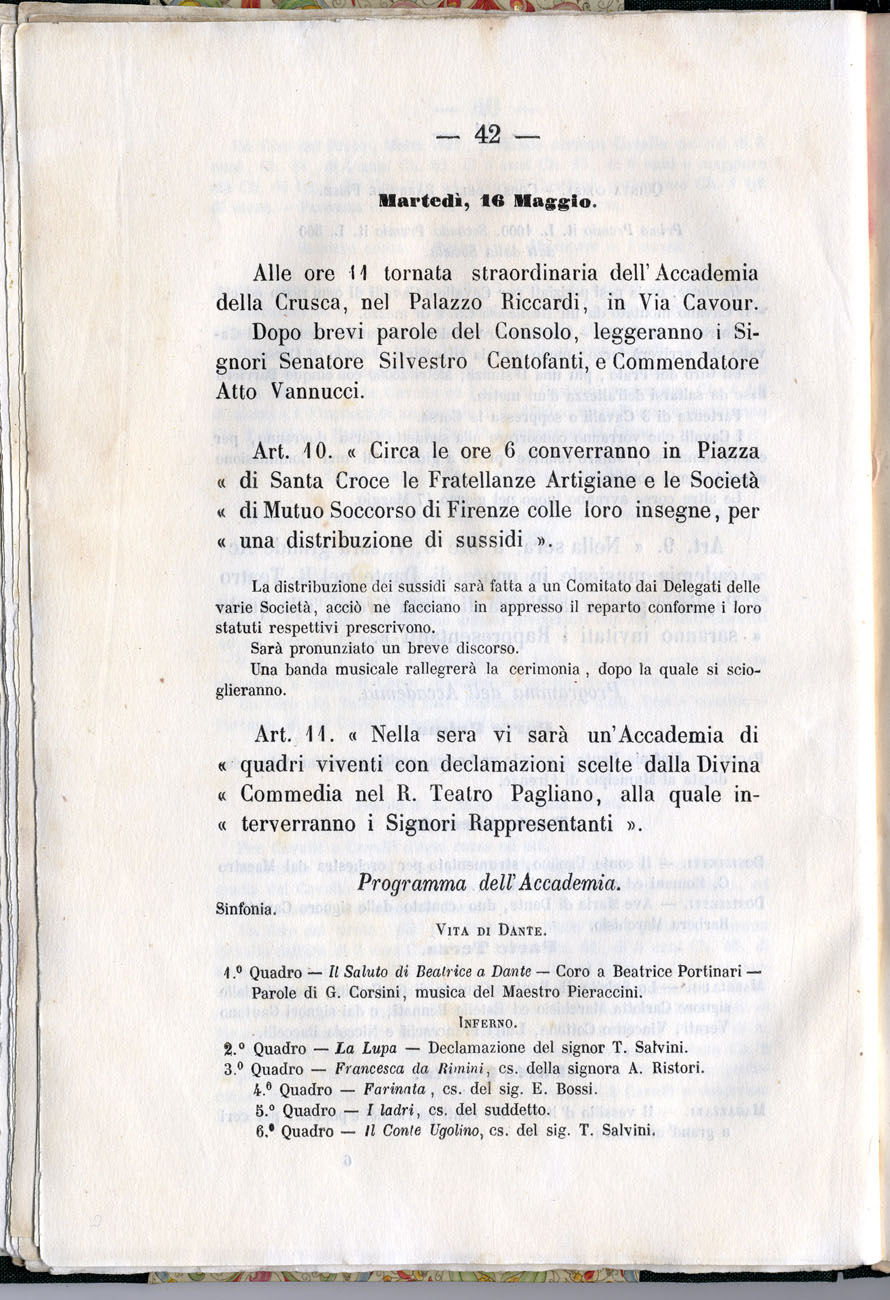 — 42 —
Martedì, 16 Maggio.
Alle ore 11 tornata straordinaria dell'Accademia
della Crusca, nel Palazzo Riccardi, in Via Cavour.
Dopo brevi parole del Consolo, leggeranno i Si-
gnori Senatore Silvestro Centofanti, e Commendatore
Atto Vannucci.
Art. 10. « Circa le ore 6 converranno in Piazza
« di Santa Croce le Fratellanze Artigiane e le Società
« di Mutuo Soccorso di Firenze colle loro insegne, per
« una distribuzione di sussidi ».
La distribuzione dei sussidi sarà fatta a un Comitato dai Delegati delle
varie Società, acciò ne facciano in appresso il reparto conforme i loro
statuti respettivi prescrivono.
Sarà pronunziato un breve discorso.
Una banda musicale rallegrerà la cerimonia, dopo la quale si scio-
glieranno.
Art. 11. « Nella sera vi sarà un'Accademia di
« quadri viventi con declamazioni scelte dalla Divina
« Commedia nel R. Teatro Pagliano, alla quale in-
« terverranno i Signori Rappresentanti ».
Programma dell'Accademia.
Sinfonia.
VITA DI DANTE.
1.º Quadro — Il Saluto di Beatrice a Dante — Coro a Beatrice Portinari —
Parole di G. Corsini, musica del Maestro Pieraccini.
INFERNO.
2.º Quadro — La Lupa — Declamazione del signor T. Salvini.
3.º Quadro — Francesca da Rimini, cs. della signora A. Ristori.
4.º Quadro — Farinata, cs. del sig. E. Bossi.
5.º Quadro — I ladri, cs. del suddetto.
6.º Quadro — Il Conte Ugolino, cs. del sig. T. Salvini.